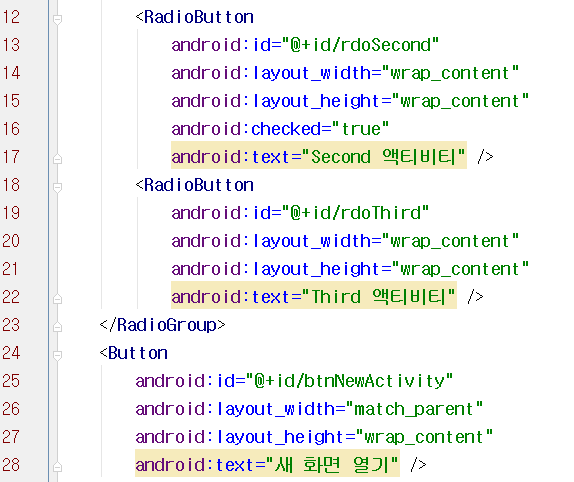 12 <RadioButton
13 android:id="@+id/rdoSecond"
14 android:layout_width="wrap_content"
15 android:layout_height="wrap_content"
16 android:checked="true"
17 android:text="Second 액티비티" />
18 <RadioButton
19 android:id="@+id/rdoThird"
20 android:layout_width="wrap_content"
21 android:layout_height="wrap_content"
22 android:text="Third 액티비티" />
23 </RadioGroup>
24 <Button
25 android:id="@+id/btnNewActivity"
26 android:layout_width="match_parent"
27 android:layout_height="wrap_content"
28 android:text="새 화면 열기" />